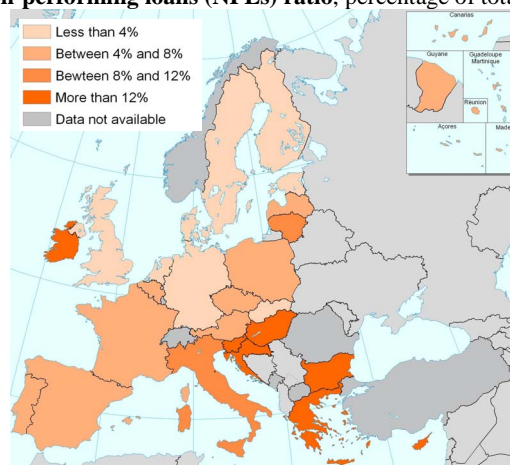 performing loans (NPLs) ratio, percentage of tota
Less than 4%
Between 4% and 8%
Bewteen 8% and 12%
More than 12%
Data not available
Canarias
Guyane
Guadeloupe
Martinique
Réunion
Açores
Made